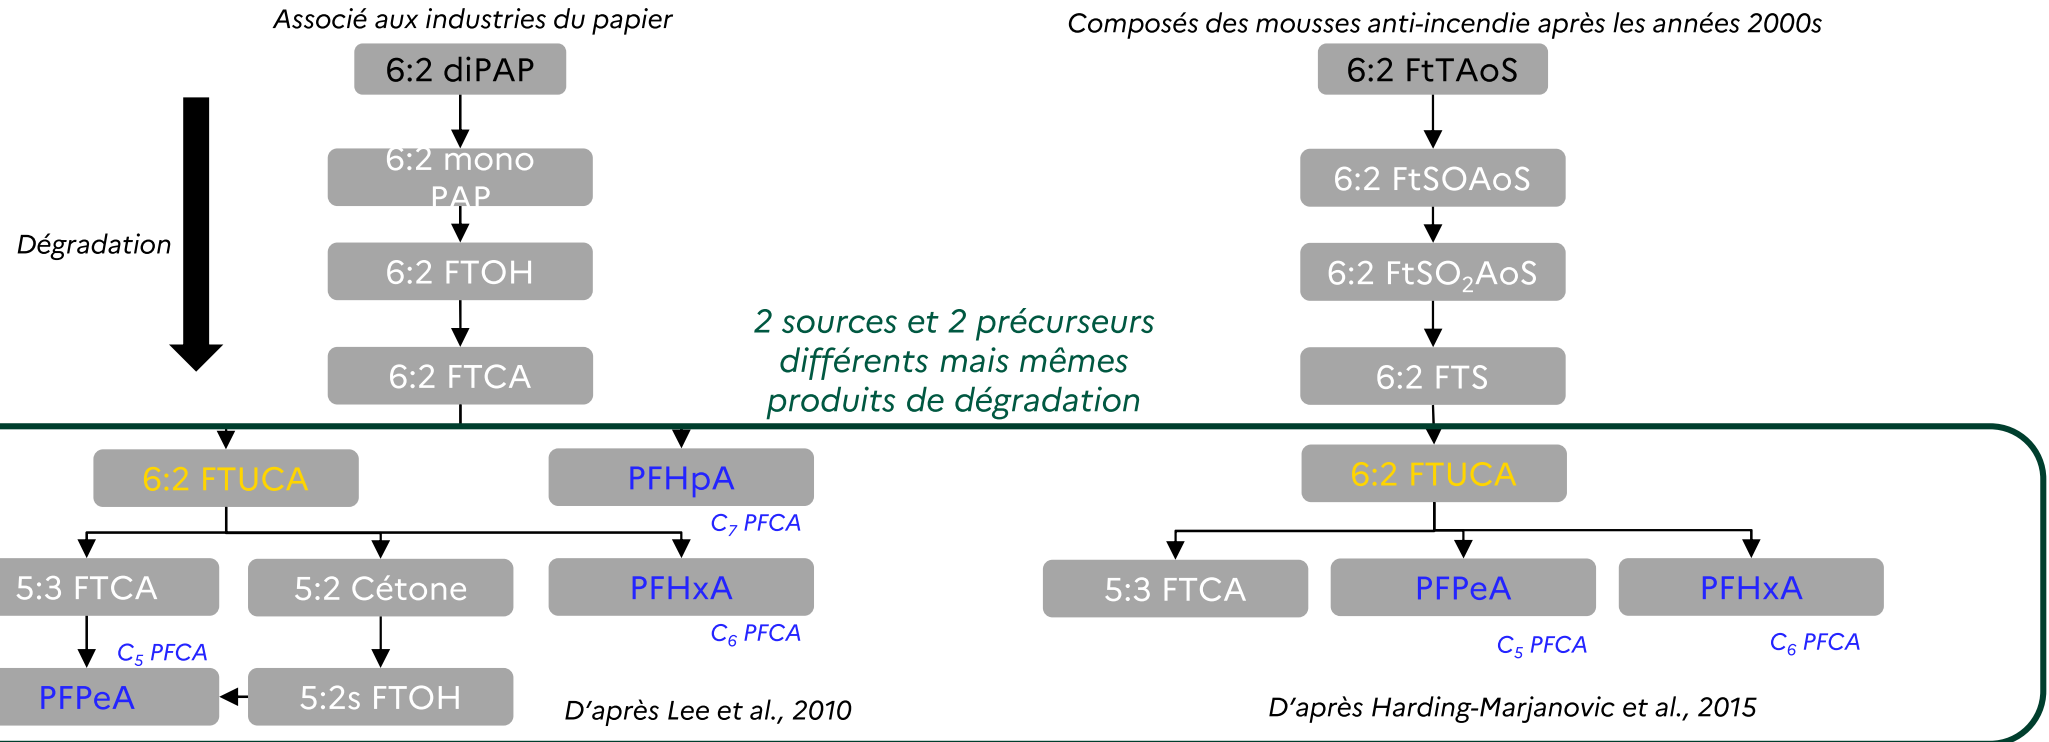 Associé aux industries du papier
6:2 diPAP
6:2 mono
PAP
6:2 FTOH
6:2 FTCA
Dégradation
Composés des mousses anti-incendie après les années 2000s
6:2 FtTAoS
6:2 FtSOAoS
6:2 FtSO₂AoS
6:2 FTS
2 sources et 2 précurseurs
différents mais mêmes
produits de dégradation
6:2 FTUCA
PFHpA
C₇ PFCA
5:3 FTCA
5:2 Cétone
PFHxA
C₆ PFCA
C₅ PFCA
PFPeA
5:2s FTOH
D’après Lee et al., 2010
6:2 FTUCA
5:3 FTCA
PFPeA
PFHxA
C₅ PFCA
C₆ PFCA
D’après Harding-Marjanovic et al., 2015